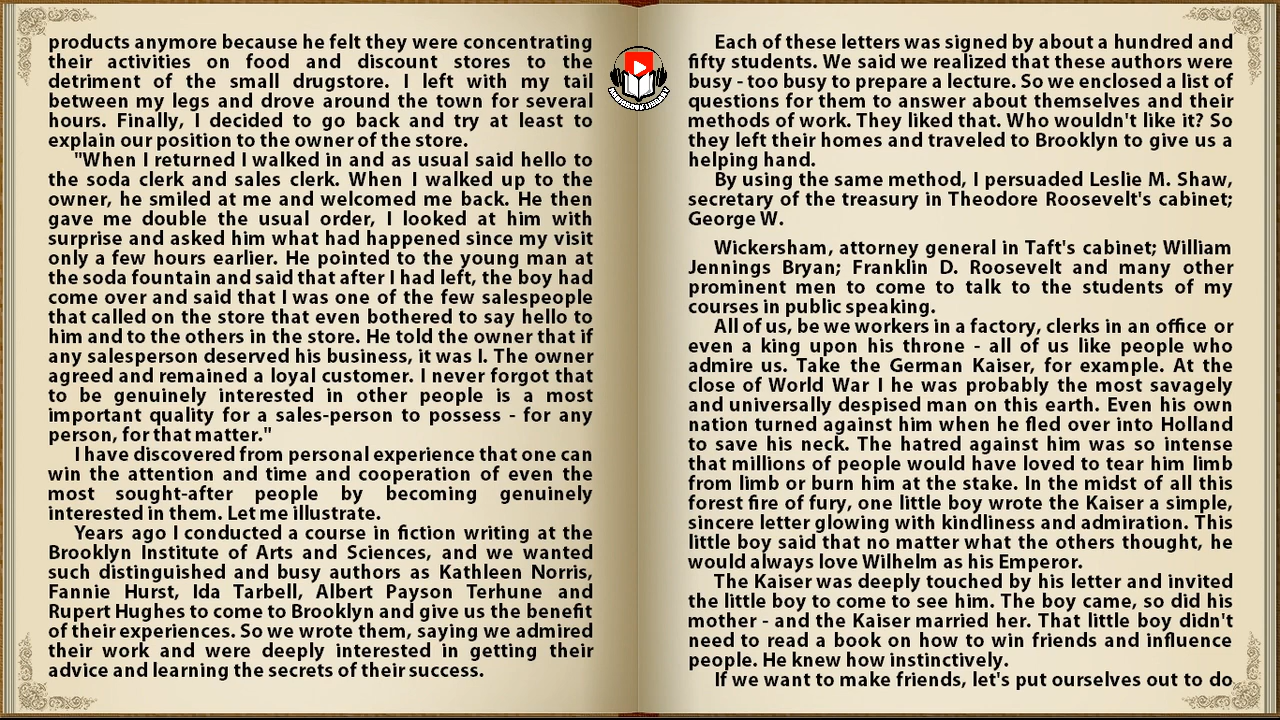 products anymore because he felt they were concentrating
their activities on food and discount stores to the
detriment of the small drugstore. I left with my tail
between my legs and drove around the town for several
hours. Finally, I decided to go back and try at least to
explain our position to the owner of the store.
"When I returned I walked in and as usual said hello to
the soda clerk and sales clerk. When I walked up to the
owner, he smiled at me and welcomed me back. He then
gave me double the usual order, I looked at him with
surprise and asked him what had happened since my visit
only a few hours earlier. He pointed to the young man at
the soda fountain and said that after I had left, the boy had
come over and said that I was one of the few salespeople
that called on the store that even bothered to say hello to
him and to the others in the store. He told the owner that if
any salesperson deserved his business, it was I. The owner
agreed and remained a loyal customer. I never forgot that
to be genuinely interested in other people is a most
important quality for a sales-person to possess - for any
person, for that matter."
I have discovered from personal experience that one can
win the attention and time and cooperation of even the
most sought-after people by becoming genuinely
interested in them. Let me illustrate.
Years ago I conducted a course in fiction writing at the
Brooklyn Institute of Arts and Sciences, and we wanted
such distinguished and busy authors as Kathleen Norris,
Fannie Hurst, Ida Tarbell, Albert Payson Terhune and
Rupert Hughes to come to Brooklyn and give us the benefit
of their experiences. So we wrote them, saying we admired
their work and were deeply interested in getting their
advice and learning the secrets of their success.
Each of these letters was signed by about a hundred and
fifty students. We said we realized that these authors were
busy - too busy to prepare a lecture. So we enclosed a list of
questions for them to answer about themselves and their
methods of work. They liked that. Who wouldn't like it? So
they left their homes and traveled to Brooklyn to give us a
helping hand.
By using the same method, I persuaded Leslie M. Shaw,
secretary of the treasury in Theodore Roosevelt's cabinet;
George W.
Wickersham, attorney general in Taft's cabinet; William
Jennings Bryan; Franklin D. Roosevelt and many other
prominent men to come to talk to the students of my
courses in public speaking.
All of us, be we workers in a factory, clerks in an office or
even a king upon his throne - all of us like people who
admire us. Take the German Kaiser, for example. At the
close of World War I he was probably the most savagely
and universally despised man on this earth. Even his own
nation turned against him when he fled over into Holland
to save his neck. The hatred against him was so intense
that millions of people would have loved to tear him limb
from limb or burn him at the stake. In the midst of all this
forest fire of fury, one little boy wrote the Kaiser a simple,
sincere letter glowing with kindliness and admiration. This
little boy said that no matter what the others thought, he
would always love Wilhelm as his Emperor.
The Kaiser was deeply touched by his letter and invited
the little boy to come to see him. The boy came, so did his
mother - and the Kaiser married her. That little boy didn't
need to read a book on how to win friends and influence
people. He knew how instinctively.
If we want to make friends, let's put ourselves out to do